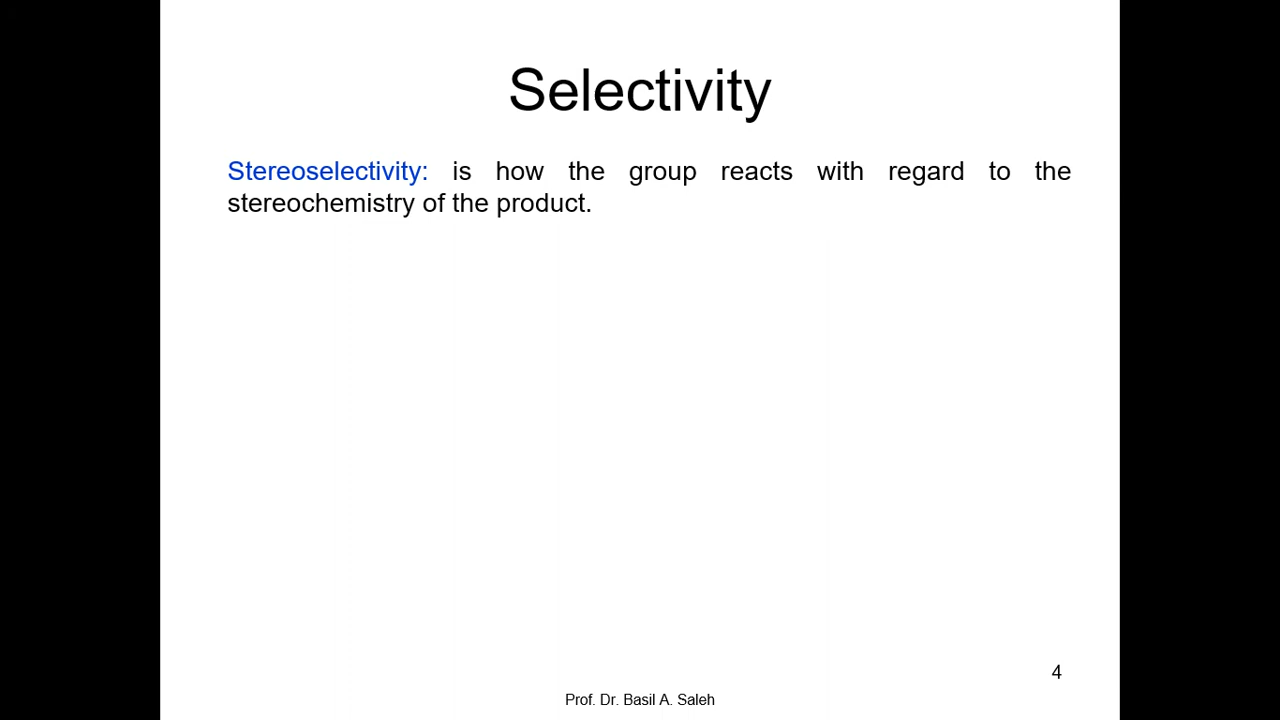 Selectivity
Stereoselectivity: is how the group reacts with regard to the
stereochemistry of the product.
4
Prof. Dr. Basil A. Saleh